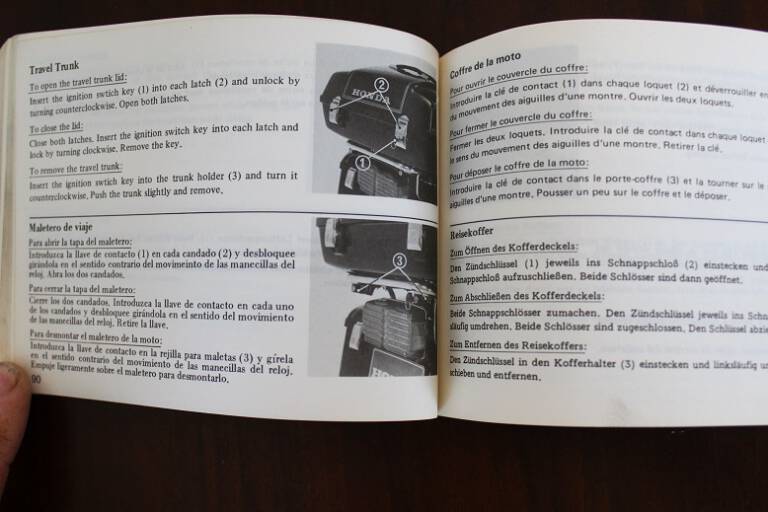 Travel Trunk
To open the travel trunk lid:
Insert the ignition switch key (1) into each latch (2) and unlock by
turning counterclockwise. Open both latches.
To close the lid:
Close both latches. Insert the ignition switch key into each latch and
lock by turning clockwise. Remove the key.
To remove the travel trunk:
Insert the ignition swtich key into the trunk holder (3) and turn it
counterclockwise. Push the trunk slightly and remove.
Maletero de viaje
Para abrir la tapa del maletero:
Introduzca la llave de contacto (1) en cada candado (2) y desbloquee
girándola en el sentido contrario del movimeinto de las manecillas del
reloj. Abra los dos candados.
Para cerrar la tapa del maletero:
Cierre los dos candados. Introduzca la llave de contacto en cada uno
de los candados y desbloquee girándola en el sentido del movimiento
de las manecillas del reloj. Retire la llave.
Para desmontar el maletero de la moto:
Introduzca la llave de contacto en la rejilla para maletas (3) y gírela
en el sentido contrario del movimiento de las manecillas del reloj.
Empuje ligeramente sobre el maletero para desmontarlo.
90
2
HONDA
1
3
HONDA
Coffre de la moto
Pour ouvrir le couvercle du coffre:
Introduire la clé de contact (1) dans chaque loquet (2) et déverrouiller en
du mouvement des aiguilles d'une montre. Ouvrir les deux loquets.
Pour fermer le couvercle du coffre:
Fermer les deux loquets. Introduire la clé de contact dans chaque loquet
le sens du mouvement des aiguilles d'une montre. Retirer la clé.
Pour déposer le coffre de la moto:
Introduire la clé de contact dans le porte-coffre (3) et la tourner sur le
aiguilles d'une montre. Pousser un peu sur le coffre et le déposer.
Reisekoffer
Zum Öffnen des Kofferdeckels:
Den Zündschlüssel (1) jeweils ins Schnappschloß (2) einstecken und
Schnappschloß aufzuschließen. Beide Schlösser sind dann geöffnet.
Zum Abschließen des Kofferdeckels:
Beide Schnappschlösser zumachen. Den Zündschlüssel jeweils ins Schn
läufig umdrehen. Beide Schlösser sind zugeschlossen. Den Schlüssel abzie
Zum Entfernen des Reisekoffers:
Den Zündschlüssel in den Kofferhalter (3) einstecken und linksläufig
schieben und entfernen.